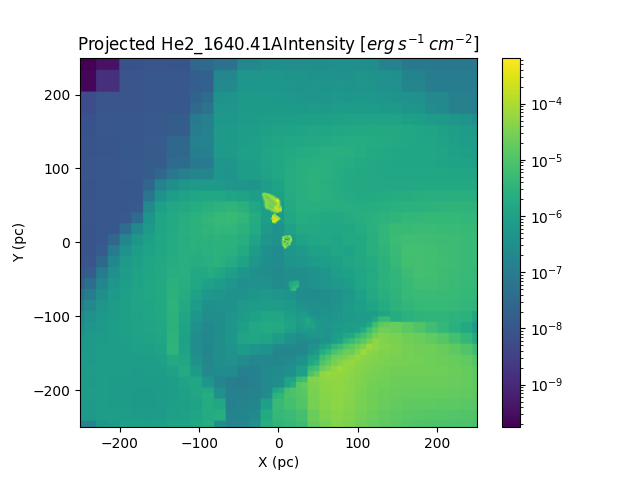 Projected He2_1640.41AIntensity [erg s⁻¹ cm⁻²]
200
100
0
−100
−200
Y (pc)
−200 −100 0 100 200
X (pc)
10⁻⁴
10⁻⁵
10⁻⁶
10⁻⁷
10⁻⁸
10⁻⁹